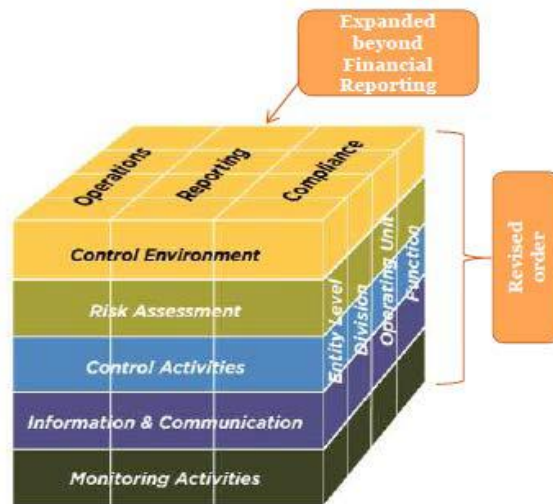 Expanded
beyond
Financial
Reporting
Operations
Reporting
Compliance
Control Environment
Risk Assessment
Control Activities
Information & Communication
Monitoring Activities
Entity Level
Division
Operating Unit
Function
Revised
order